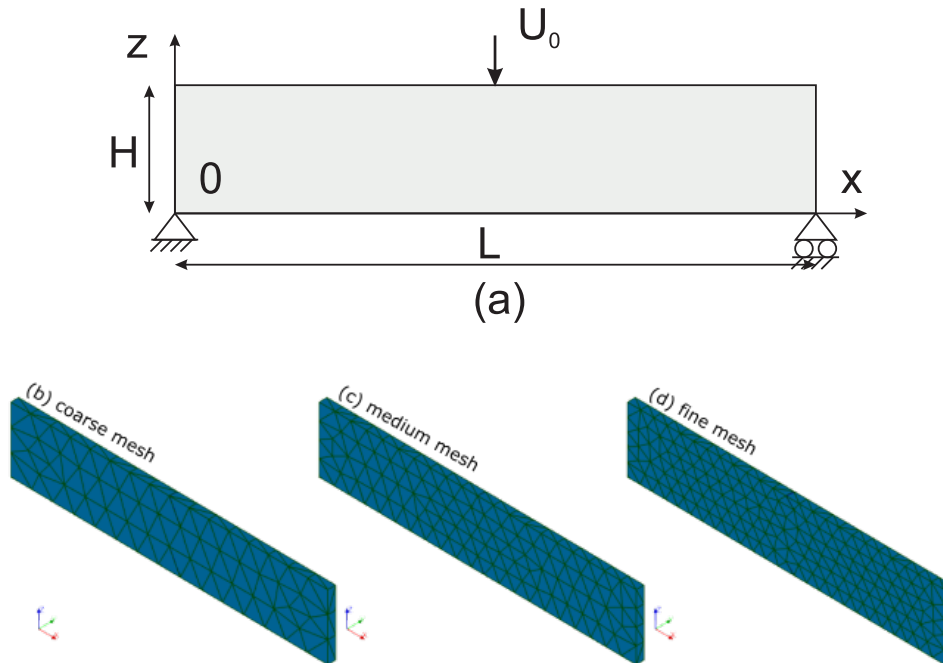 U₀
z
H
0
x
L
(a)
(b) coarse mesh
(c) medium mesh
(d) fine mesh